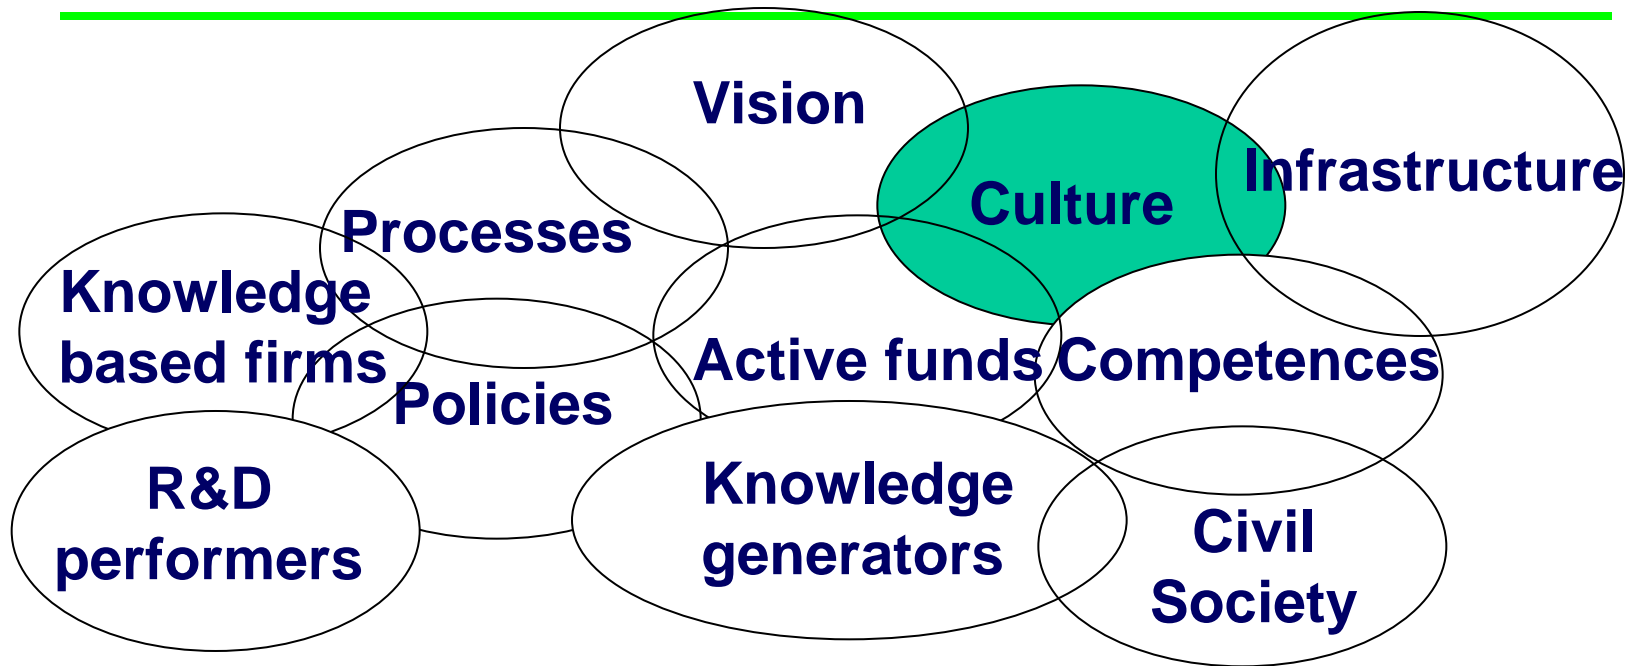 Vision
Infrastructure
Culture
Processes
Knowledge
based firms
Active funds
Competences
Policies
R&D
performers
Knowledge
generators
Civil
Society